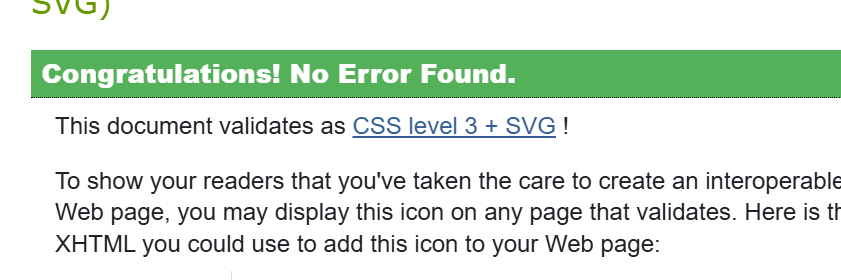 SVG)
Congratulations! No Error Found.
This document validates as CSS level 3 + SVG !
To show your readers that you've taken the care to create an interoperable
Web page, you may display this icon on any page that validates. Here is
XHTML you could use to add this icon to your Web page: